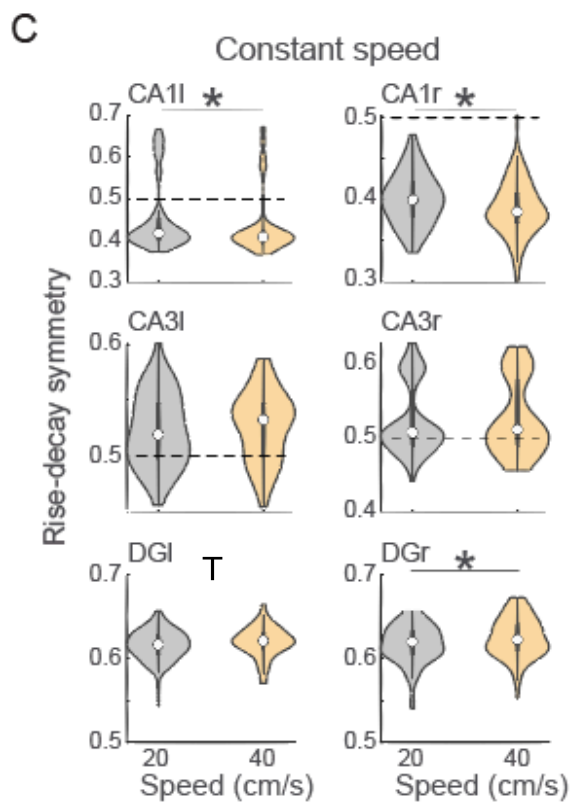 C
Constant speed
CA1l * CA1r *
0.7 0.5
0.6
0.5 0.4
0.4
0.3 0.3
Rise-decay symmetry
CA3l CA3r
0.6 0.6
0.5 0.5
0.4
DGl T DGr *
0.7 0.7
0.6 0.6
0.5 0.5
20 40 20 40
Speed (cm/s) Speed (cm/s)